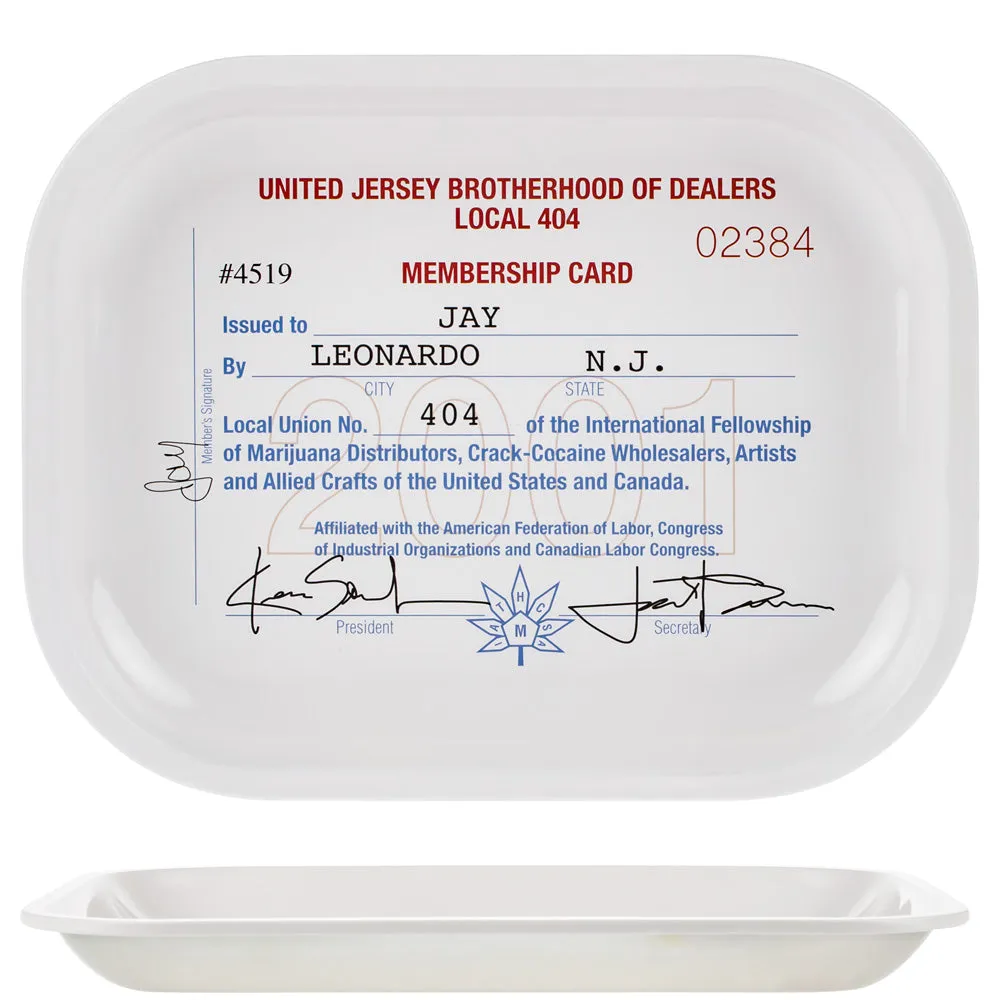 UNITED JERSEY BROTHERHOOD OF DEALERS
LOCAL 404
02384
#4519
MEMBERSHIP CARD
Issued to JAY
By LEONARDO N.J.
CITY STATE
2001
Local Union No. 404 of the International Fellowship
of Marijuana Distributors, Crack-Cocaine Wholesalers, Artists
and Allied Crafts of the United States and Canada.
Affiliated with the American Federation of Labor, Congress
of Industrial Organizations and Canadian Labor Congress.
Member's Signature
Jay
President
IATHCSA
M
Secretary